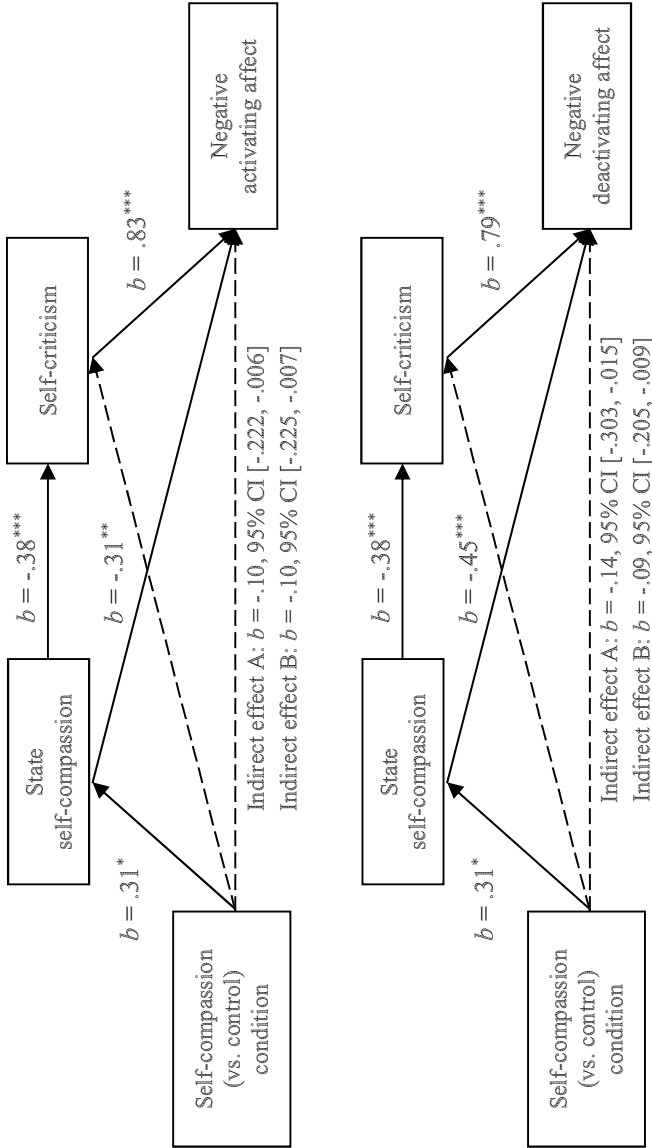 State
self-compassion
b = -.38***
Self-criticism
b = .31*
b = -.31**
b = .83***
Self-compassion
(vs. control)
condition
Negative
activating affect
Indirect effect A: b = -.10, 95% CI [-.222, -.006]
Indirect effect B: b = -.10, 95% CI [-.225, -.007]
State
self-compassion
b = -.38***
Self-criticism
b = .31*
b = -.45***
b = .79***
Self-compassion
(vs. control)
condition
Negative
deactivating affect
Indirect effect A: b = -.14, 95% CI [-.303, -.015]
Indirect effect B: b = -.09, 95% CI [-.205, -.009]